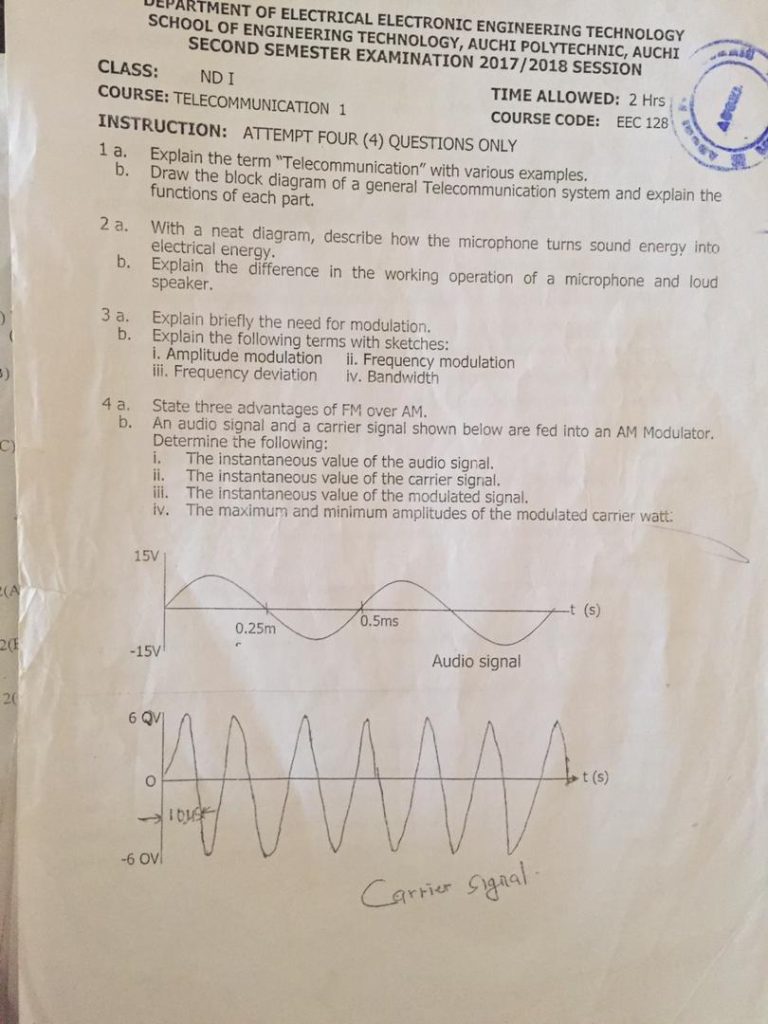 DEPARTMENT OF ELECTRICAL ELECTRONIC ENGINEERING TECHNOLOGY
SCHOOL OF ENGINEERING TECHNOLOGY, AUCHI POLYTECHNIC, AUCHI
SECOND SEMESTER EXAMINATION 2017/2018 SESSION
CLASS: ND I
TIME ALLOWED: 2 Hrs
COURSE: TELECOMMUNICATION 1
COURSE CODE: EEC 128
INSTRUCTION: ATTEMPT FOUR (4) QUESTIONS ONLY
1 a. Explain the term "Telecommunication" with various examples.
b. Draw the block diagram of a general Telecommunication system and explain the
functions of each part.
2 a. With a neat diagram, describe how the microphone turns sound energy into
electrical energy.
b. Explain the difference in the working operation of a microphone and loud
speaker.
3 a. Explain briefly the need for modulation.
b. Explain the following terms with sketches:
i. Amplitude modulation ii. Frequency modulation
iii. Frequency deviation iv. Bandwidth
4 a. State three advantages of FM over AM.
b. An audio signal and a carrier signal shown below are fed into an AM Modulator.
Determine the following:
i. The instantaneous value of the audio signal.
ii. The instantaneous value of the carrier signal.
iii. The instantaneous value of the modulated signal.
iv. The maximum and minimum amplitudes of the modulated carrier watt.
15V
t (s)
0.25m
0.5ms
-15V
Audio signal
6 0V
0
t (s)
10µs
-6 0V
Carrier signal.